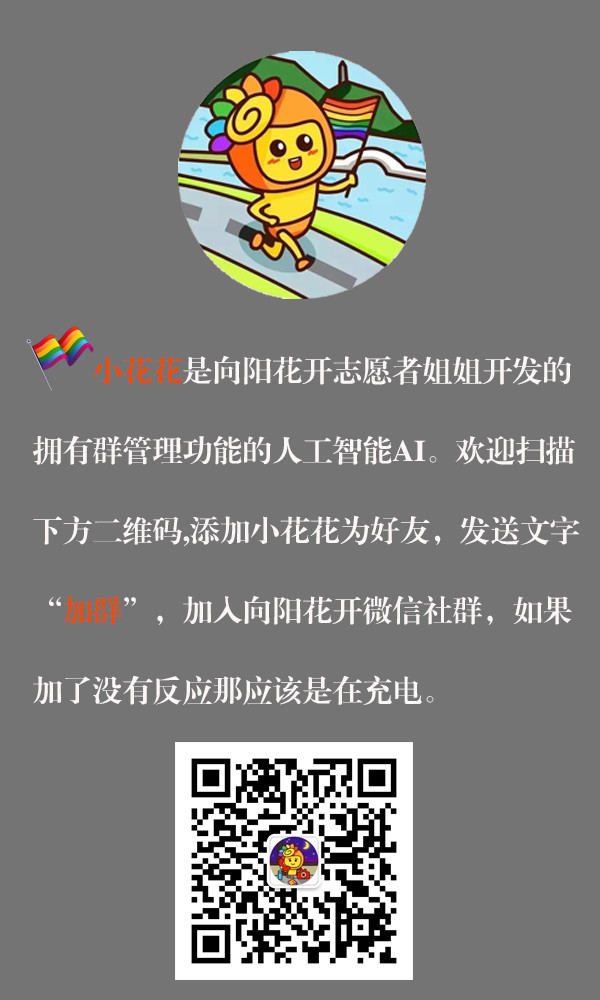 小花花是向阳花开志愿者姐姐开发的
拥有群管理功能的人工智能AI。欢迎扫描
下方二维码,添加小花花为好友，发送文字
“加群”，加入向阳花开微信社群，如果
加了没有反应那应该是在充电。